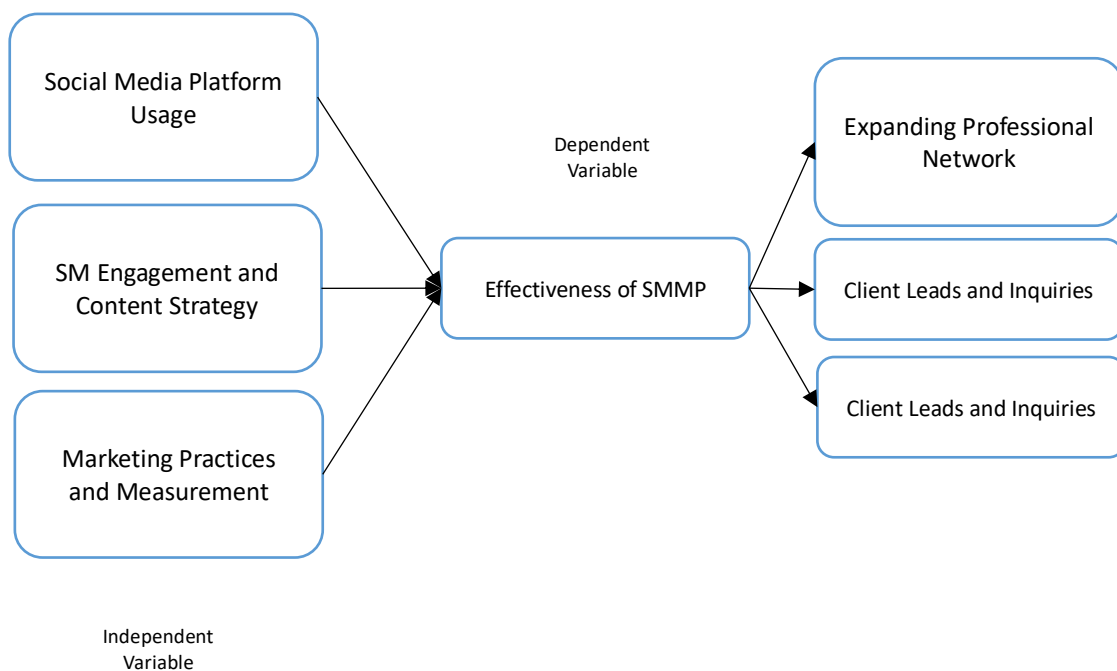 Social Media Platform
Usage
SM Engagement and
Content Strategy
Marketing Practices
and Measurement
Independent
Variable
Dependent
Variable
Effectiveness of SMMP
Expanding Professional
Network
Client Leads and Inquiries
Client Leads and Inquiries